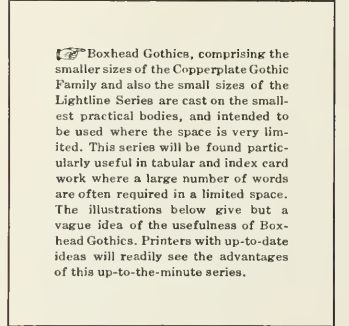 ☞Boxhead Gothics, comprising the
smaller sizes of the Copperplate Gothic
Family and also the small sizes of the
Lightline Series are cast on the small-
est practical bodies, and intended to
be used where the space is very lim-
ited. This series will be found partic-
ularly useful in tabular and index card
work where a large number of words
are often required in a limited space.
The illustrations below give but a
vague idea of the usefulness of Box-
head Gothics. Printers with up-to-date
ideas will readily see the advantages
of this up-to-the-minute series.